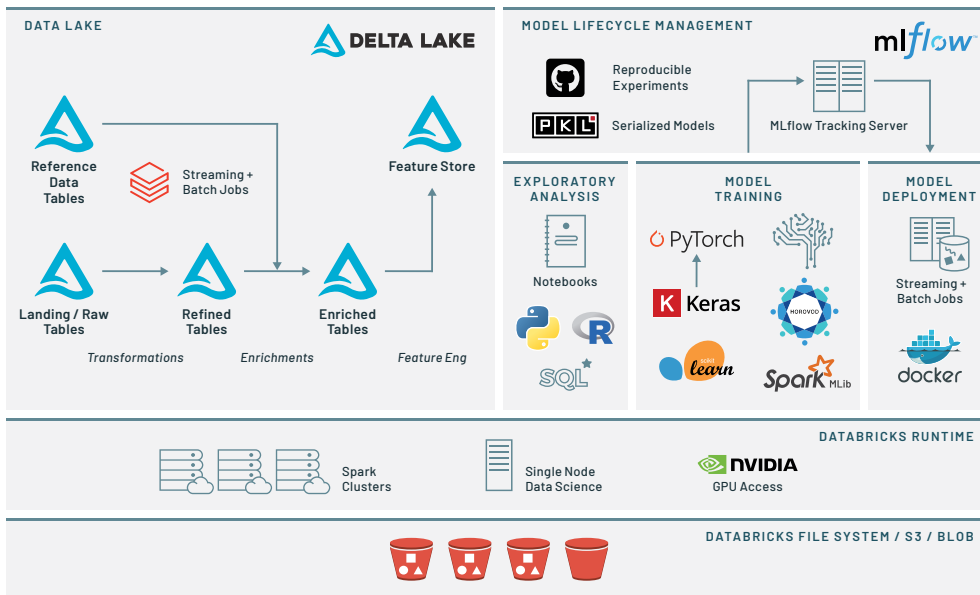 DATA LAKE
DELTA LAKE
Reference
Data
Tables
Streaming +
Batch Jobs
Feature Store
Landing / Raw
Tables
Refined
Tables
Enriched
Tables
Transformations
Enrichments
Feature Eng
MODEL LIFECYCLE MANAGEMENT
mlflow
Reproducible
Experiments
PKL
Serialized Models
MLflow Tracking Server
EXPLORATORY
ANALYSIS
Notebooks
R
SQL
MODEL
TRAINING
PyTorch
K Keras
HOROVOD
scikit
learn
Spark MLlib
MODEL
DEPLOYMENT
Streaming +
Batch Jobs
docker
DATABRICKS RUNTIME
Spark
Clusters
Single Node
Data Science
NVIDIA
GPU Access
DATABRICKS FILE SYSTEM / S3 / BLOB